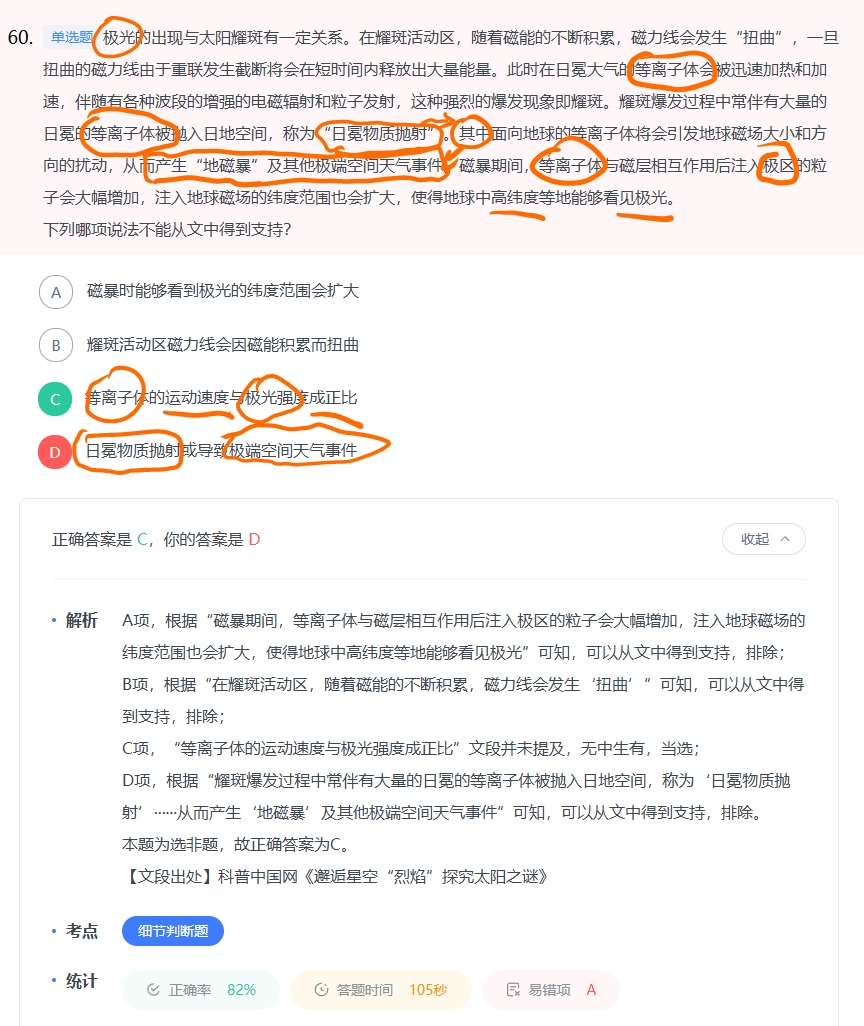 60. 单选题 极光的出现与太阳耀斑有一定关系。在耀斑活动区，随着磁能的不断积累，磁力线会发生“扭曲”，一旦
扭曲的磁力线由于重联发生截断将会在短时间内释放出大量能量。此时在日冕大气的等离子体会被迅速加热和加
速，伴随有各种波段的增强的电磁辐射和粒子发射，这种强烈的爆发现象即耀斑。耀斑爆发过程中常伴有大量的
日冕的等离子体被抛入日地空间，称为“日冕物质抛射”。其中面向地球的等离子体将会引发地球磁场大小和方
向的扰动，从而产生“地磁暴”及其他极端空间天气事件。磁暴期间，等离子体与磁层相互作用后注入极区的粒
子会大幅增加，注入地球磁场的纬度范围也会扩大，使得地球中高纬度等地能够看见极光。
下列哪项说法不能从文中得到支持？
A 磁暴时能够看到极光的纬度范围会扩大
B 耀斑活动区磁力线会因磁能积累而扭曲
C 等离子体的运动速度与极光强度成正比
D 日冕物质抛射或导致极端空间天气事件
正确答案是 C，你的答案是 D
收起
解析 A项，根据“磁暴期间，等离子体与磁层相互作用后注入极区的粒子会大幅增加，注入地球磁场的
纬度范围也会扩大，使得地球中高纬度等地能够看见极光”可知，可以从文中得到支持，排除；
B项，根据“在耀斑活动区，随着磁能的不断积累，磁力线会发生‘扭曲’”可知，可以从文中得
到支持，排除；
C项，“等离子体的运动速度与极光强度成正比”文段并未提及，无中生有，当选；
D项，根据“耀斑爆发过程中常伴有大量的日冕的等离子体被抛入日地空间，称为‘日冕物质抛
射’······从而产生‘地磁暴’及其他极端空间天气事件”可知，可以从文中得到支持，排除。
本题为选非题，故正确答案为C。
【文段出处】科普中国网《邂逅星空“烈焰”探究太阳之谜》
考点 细节判断题
统计 正确率 82% 答题时间 105秒 易错项 A